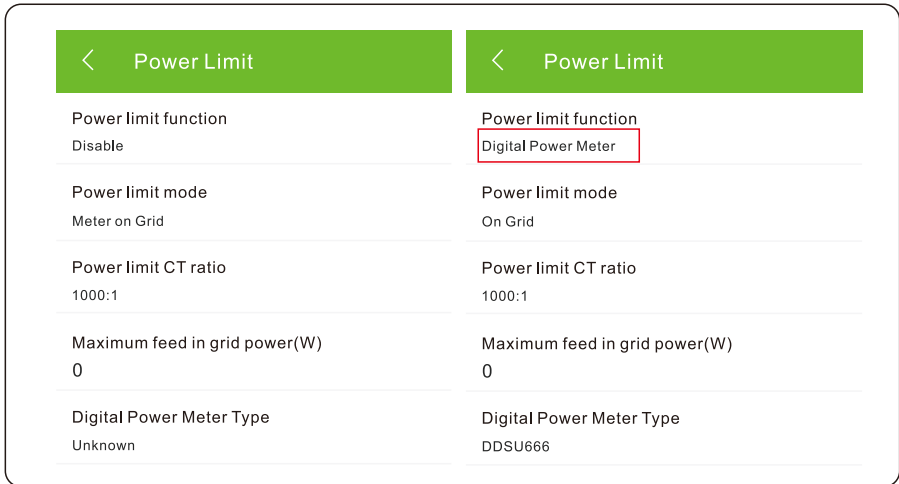 Power Limit
Power limit function
Disable
Power limit mode
Meter on Grid
Power limit CT ratio
1000:1
Maximum feed in grid power(W)
0
Digital Power Meter Type
Unknown
Power Limit
Power limit function
Digital Power Meter
Power limit mode
On Grid
Power limit CT ratio
1000:1
Maximum feed in grid power(W)
0
Digital Power Meter Type
DDSU666